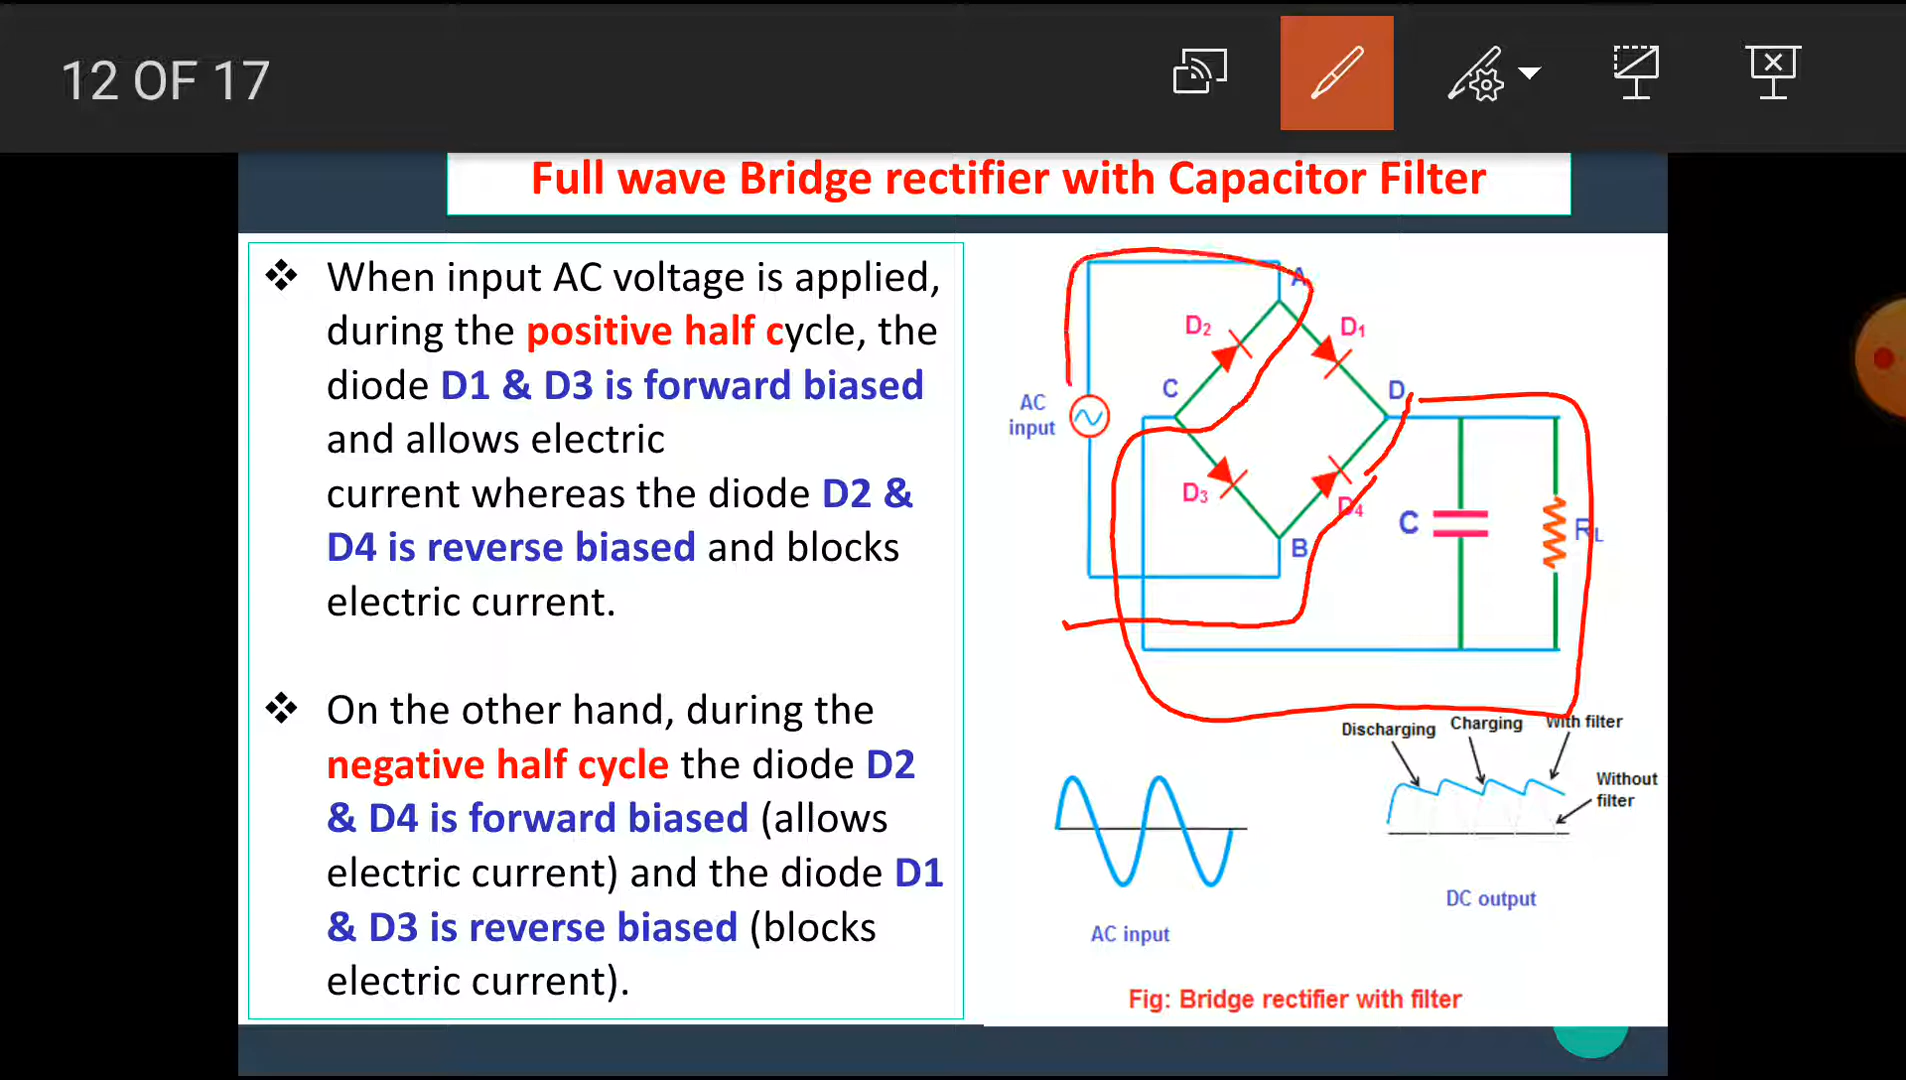 12 OF 17
Full wave Bridge rectifier with Capacitor Filter
❖ When input AC voltage is applied,
during the positive half cycle, the
diode D1 & D3 is forward biased
and allows electric
current whereas the diode D2 &
D4 is reverse biased and blocks
electric current.
❖ On the other hand, during the
negative half cycle the diode D2
& D4 is forward biased (allows
electric current) and the diode D1
& D3 is reverse biased (blocks
electric current).
A
D2
D1
C
D
AC
input
D3
D4
B
C
RL
Discharging
Charging
With filter
Without
filter
DC output
AC input
Fig: Bridge rectifier with filter